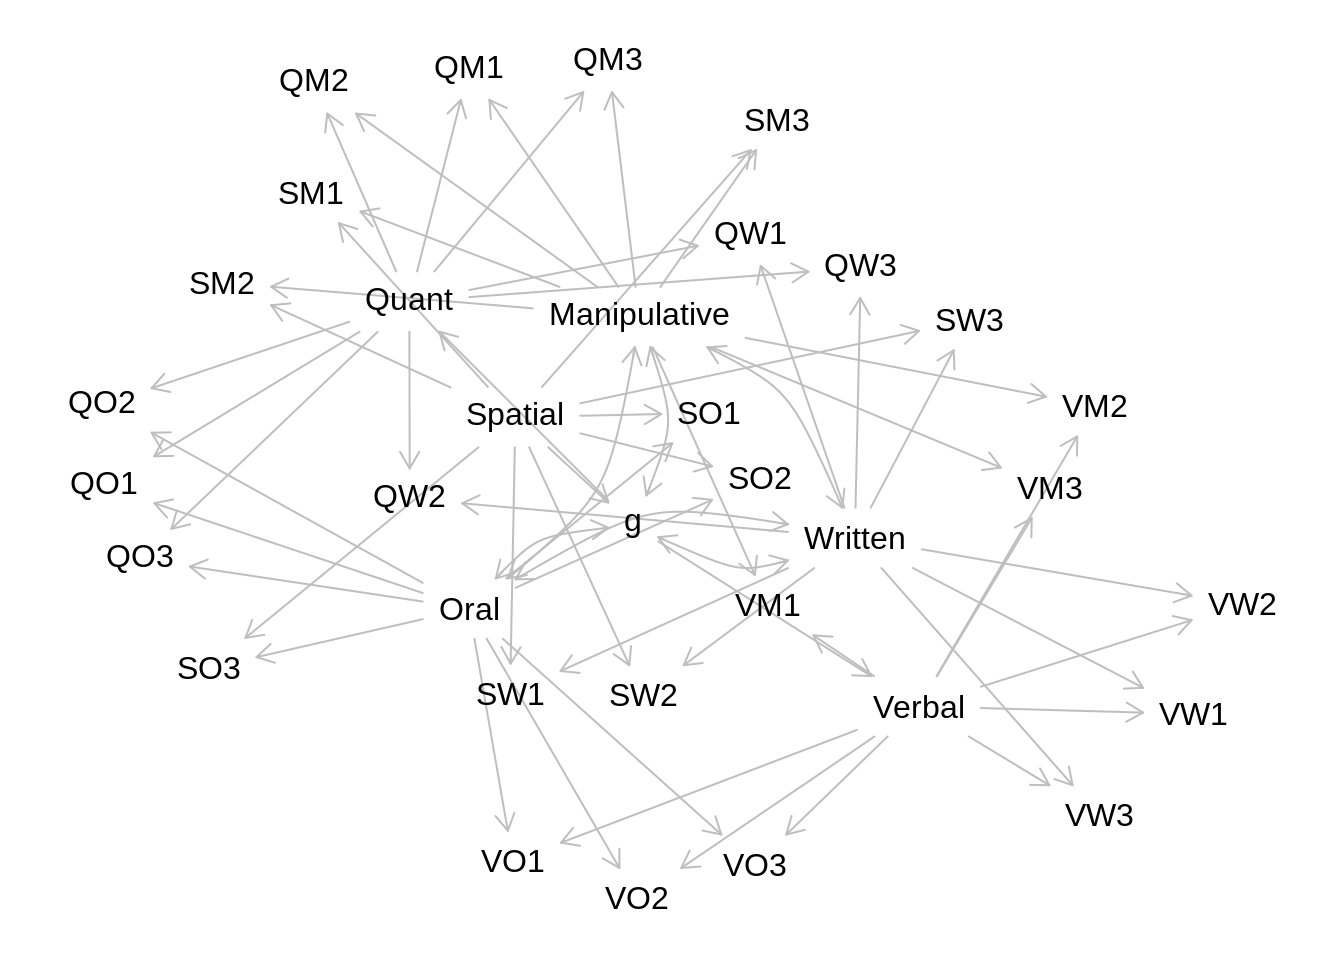 QM3
QM1
QM2
SM3
SM1
QW1
QW3
SM2
Quant
Manipulative
SW3
QO2
VM2
Spatial
SO1
SO2
QO1
VM3
QW2
g
Written
QO3
VM1
VW2
Oral
SO3
SW1
SW2
Verbal
VW1
VW3
VO1
VO3
VO2